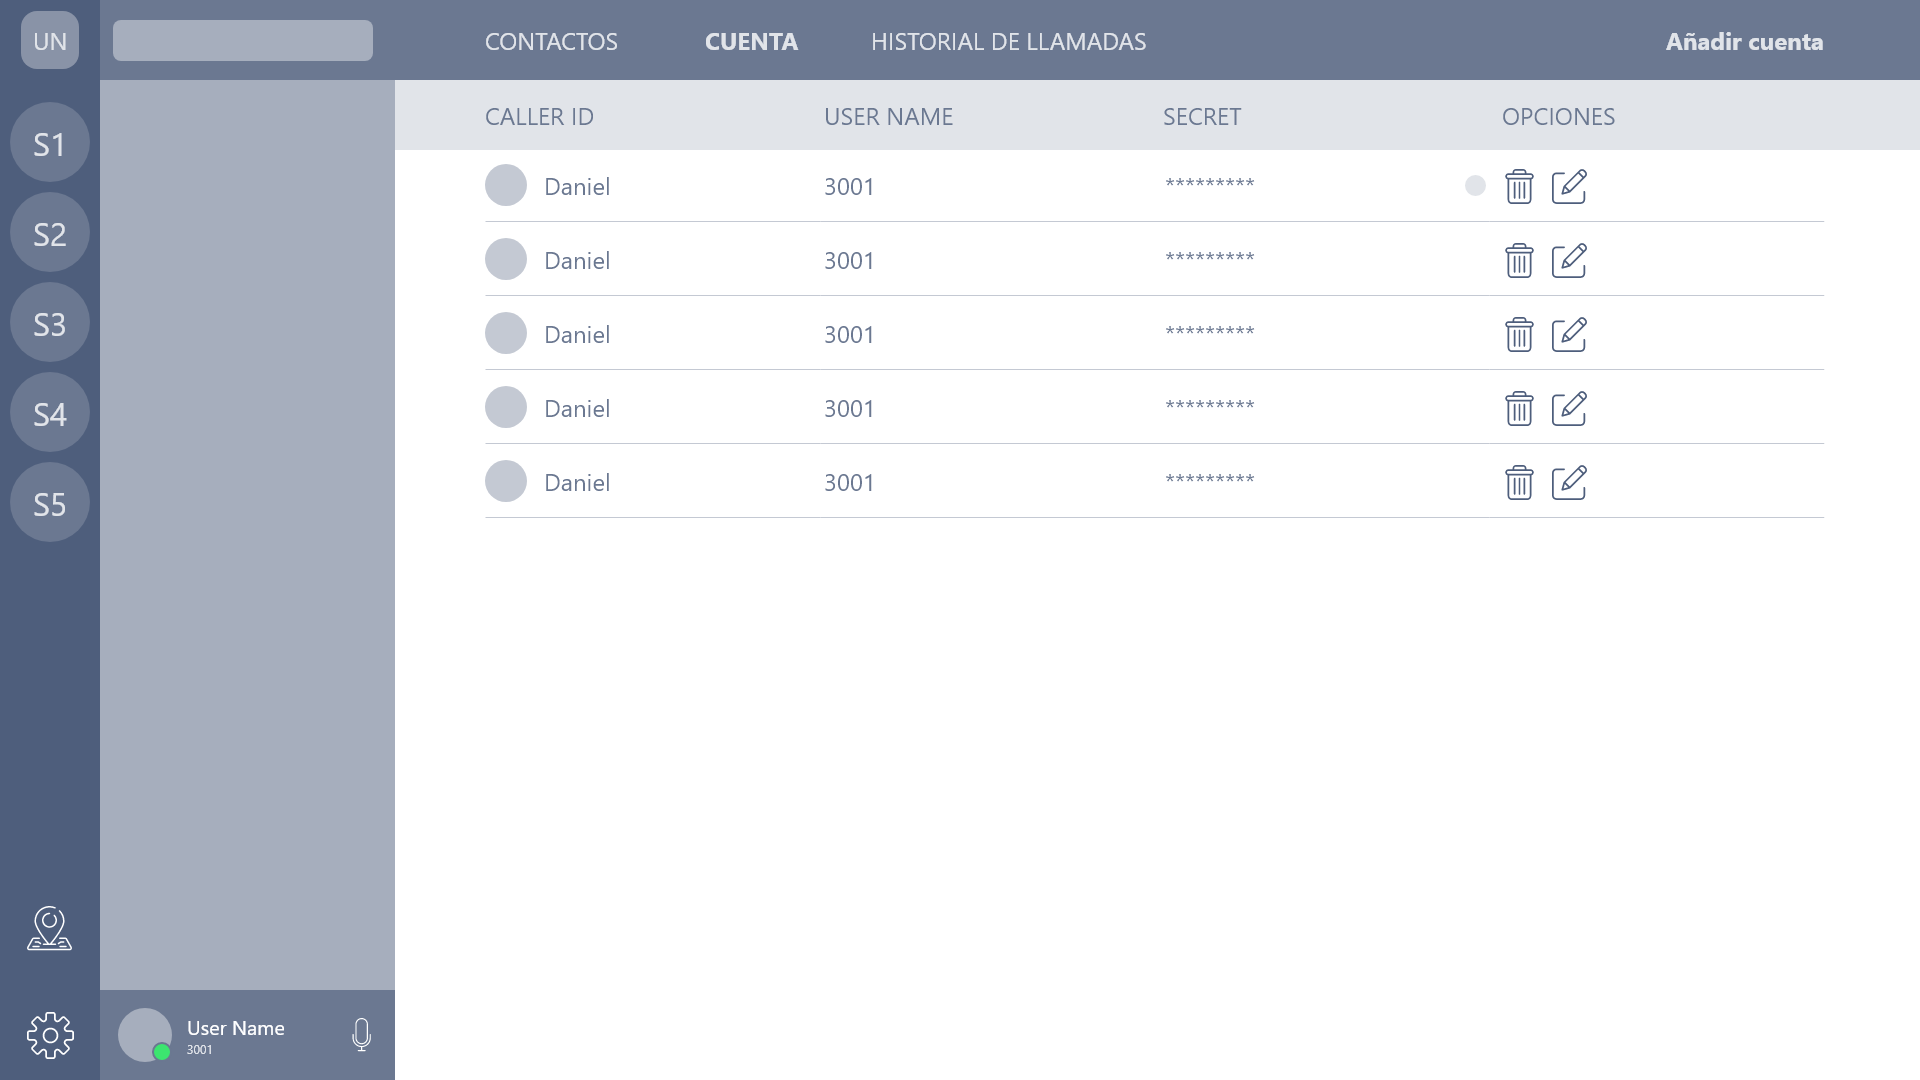 UN
CONTACTOS CUENTA HISTORIAL DE LLAMADAS Añadir cuenta
S1
S2
S3
S4
S5
CALLER ID USER NAME SECRET OPCIONES
Daniel 3001 *********
Daniel 3001 *********
Daniel 3001 *********
Daniel 3001 *********
Daniel 3001 *********
User Name
3001